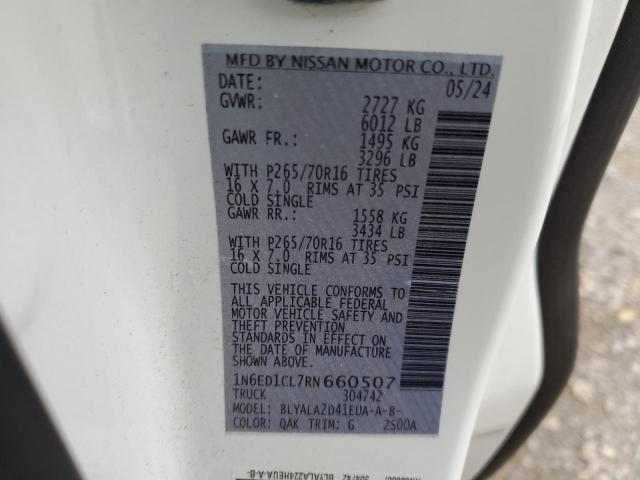 MFD BY NISSAN MOTOR CO., LTD.
DATE: 05/24
GVWR: 2727 KG
6012 LB
GAWR FR.: 1495 KG
3296 LB
WITH P265/70R16 TIRES
16 X 7.0 RIMS AT 35 PSI
COLD SINGLE
GAWR RR.: 1558 KG
3434 LB
WITH P265/70R16 TIRES
16 X 7.0 RIMS AT 35 PSI
COLD SINGLE
THIS VEHICLE CONFORMS TO
ALL APPLICABLE FEDERAL
MOTOR VEHICLE SAFETY AND
THEFT PREVENTION
STANDARDS IN EFFECT ON
THE DATE OF MANUFACTURE
SHOWN ABOVE.
1N6ED1CL7RN660507
TRUCK 304742
MODEL: BLYALAZD41EUA-A-B-
COLOR: QAK TRIM: G 2S00A
304742